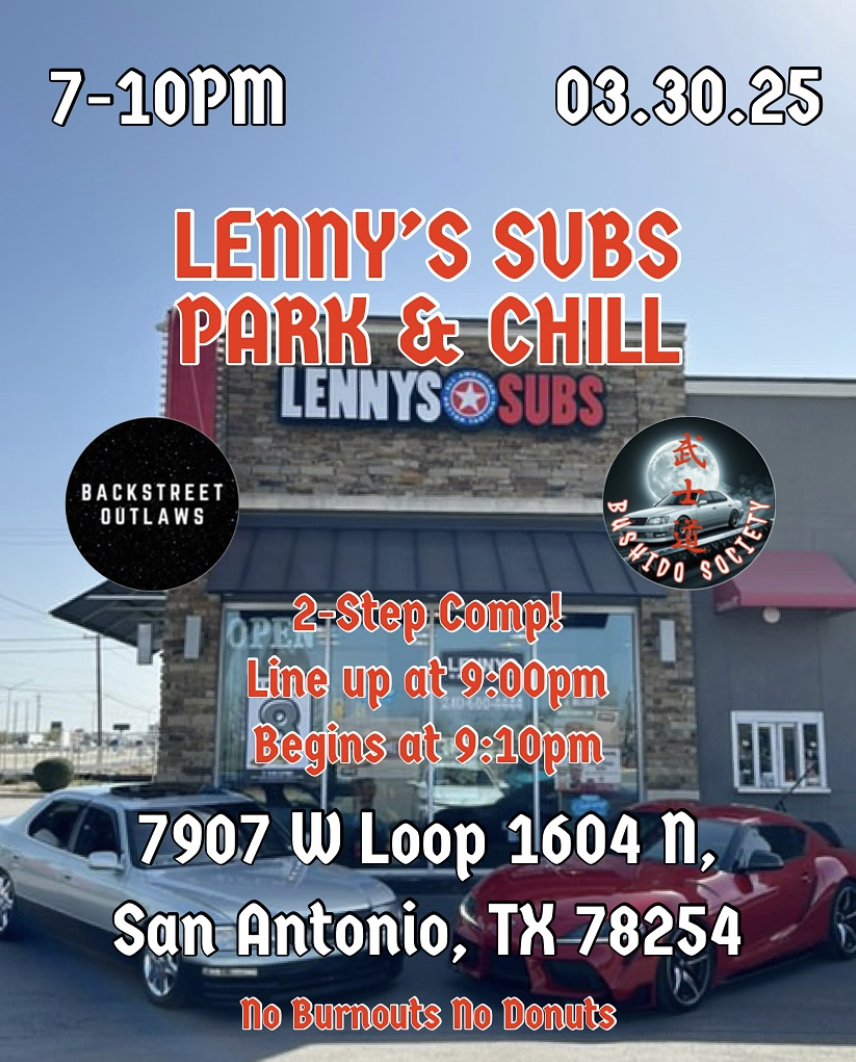 7-10PM
03.30.25
LENNY'S SUBS
PARK & CHILL
LENNYS SUBS
BACKSTREET
OUTLAWS
武
士
道
BUSHIDO SOCIETY
2-Step Comp!
OPEN
Line up at 9:00pm
Begins at 9:10pm
7907 W Loop 1604 N,
San Antonio, TX 78254
No Burnouts No Donuts